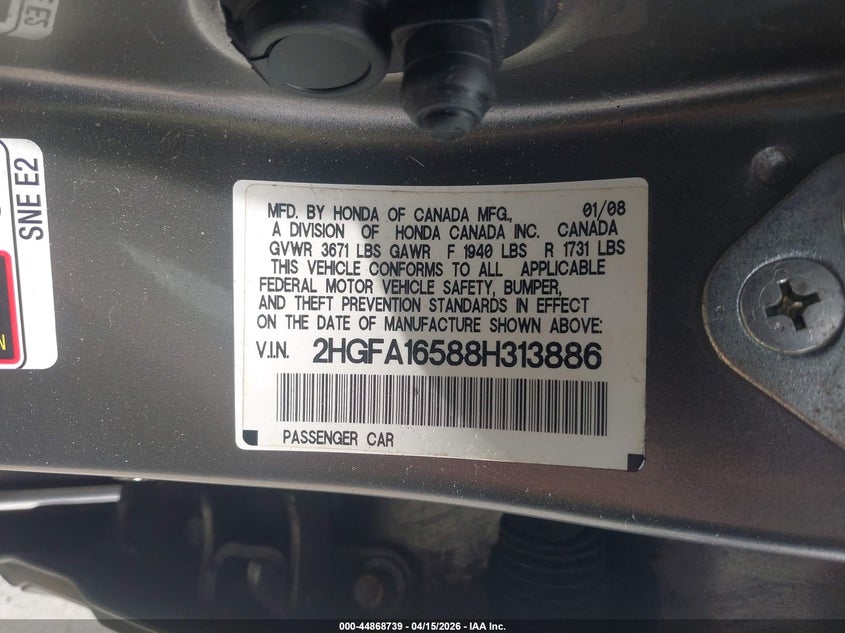 SNE E2
MFD. BY HONDA OF CANADA MFG., 01/08
A DIVISION OF HONDA CANADA INC. CANADA
GVWR 3671 LBS GAWR F 1940 LBS R 1731 LBS
THIS VEHICLE CONFORMS TO ALL APPLICABLE
FEDERAL MOTOR VEHICLE SAFETY, BUMPER,
AND THEFT PREVENTION STANDARDS IN EFFECT
ON THE DATE OF MANUFACTURE SHOWN ABOVE:
V.I.N. 2HGFA16588H313886
PASSENGER CAR
000-44868739 - 04/15/2026 - IAA Inc.